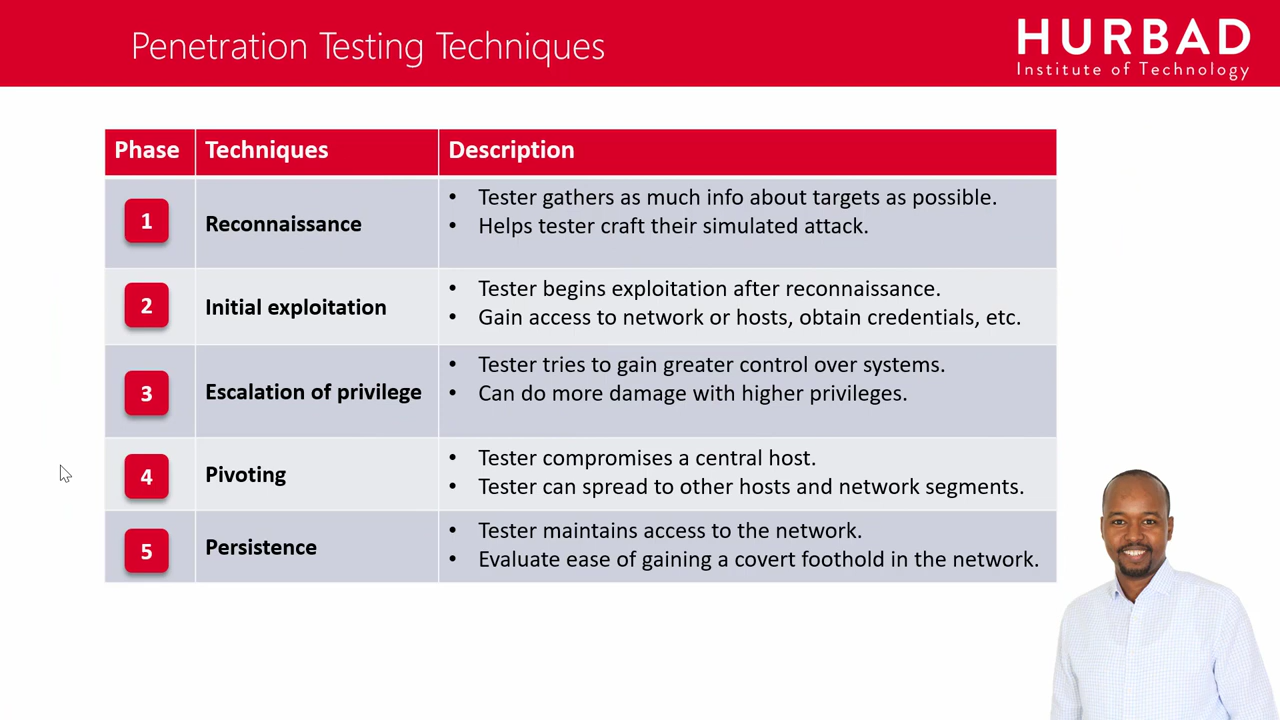 Penetration Testing Techniques
HURBAD
Institute of Technology
Phase Techniques Description
1 Reconnaissance
• Tester gathers as much info about targets as possible.
• Helps tester craft their simulated attack.
2 Initial exploitation
• Tester begins exploitation after reconnaissance.
• Gain access to network or hosts, obtain credentials, etc.
3 Escalation of privilege
• Tester tries to gain greater control over systems.
• Can do more damage with higher privileges.
4 Pivoting
• Tester compromises a central host.
• Tester can spread to other hosts and network segments.
5 Persistence
• Tester maintains access to the network.
• Evaluate ease of gaining a covert foothold in the network.